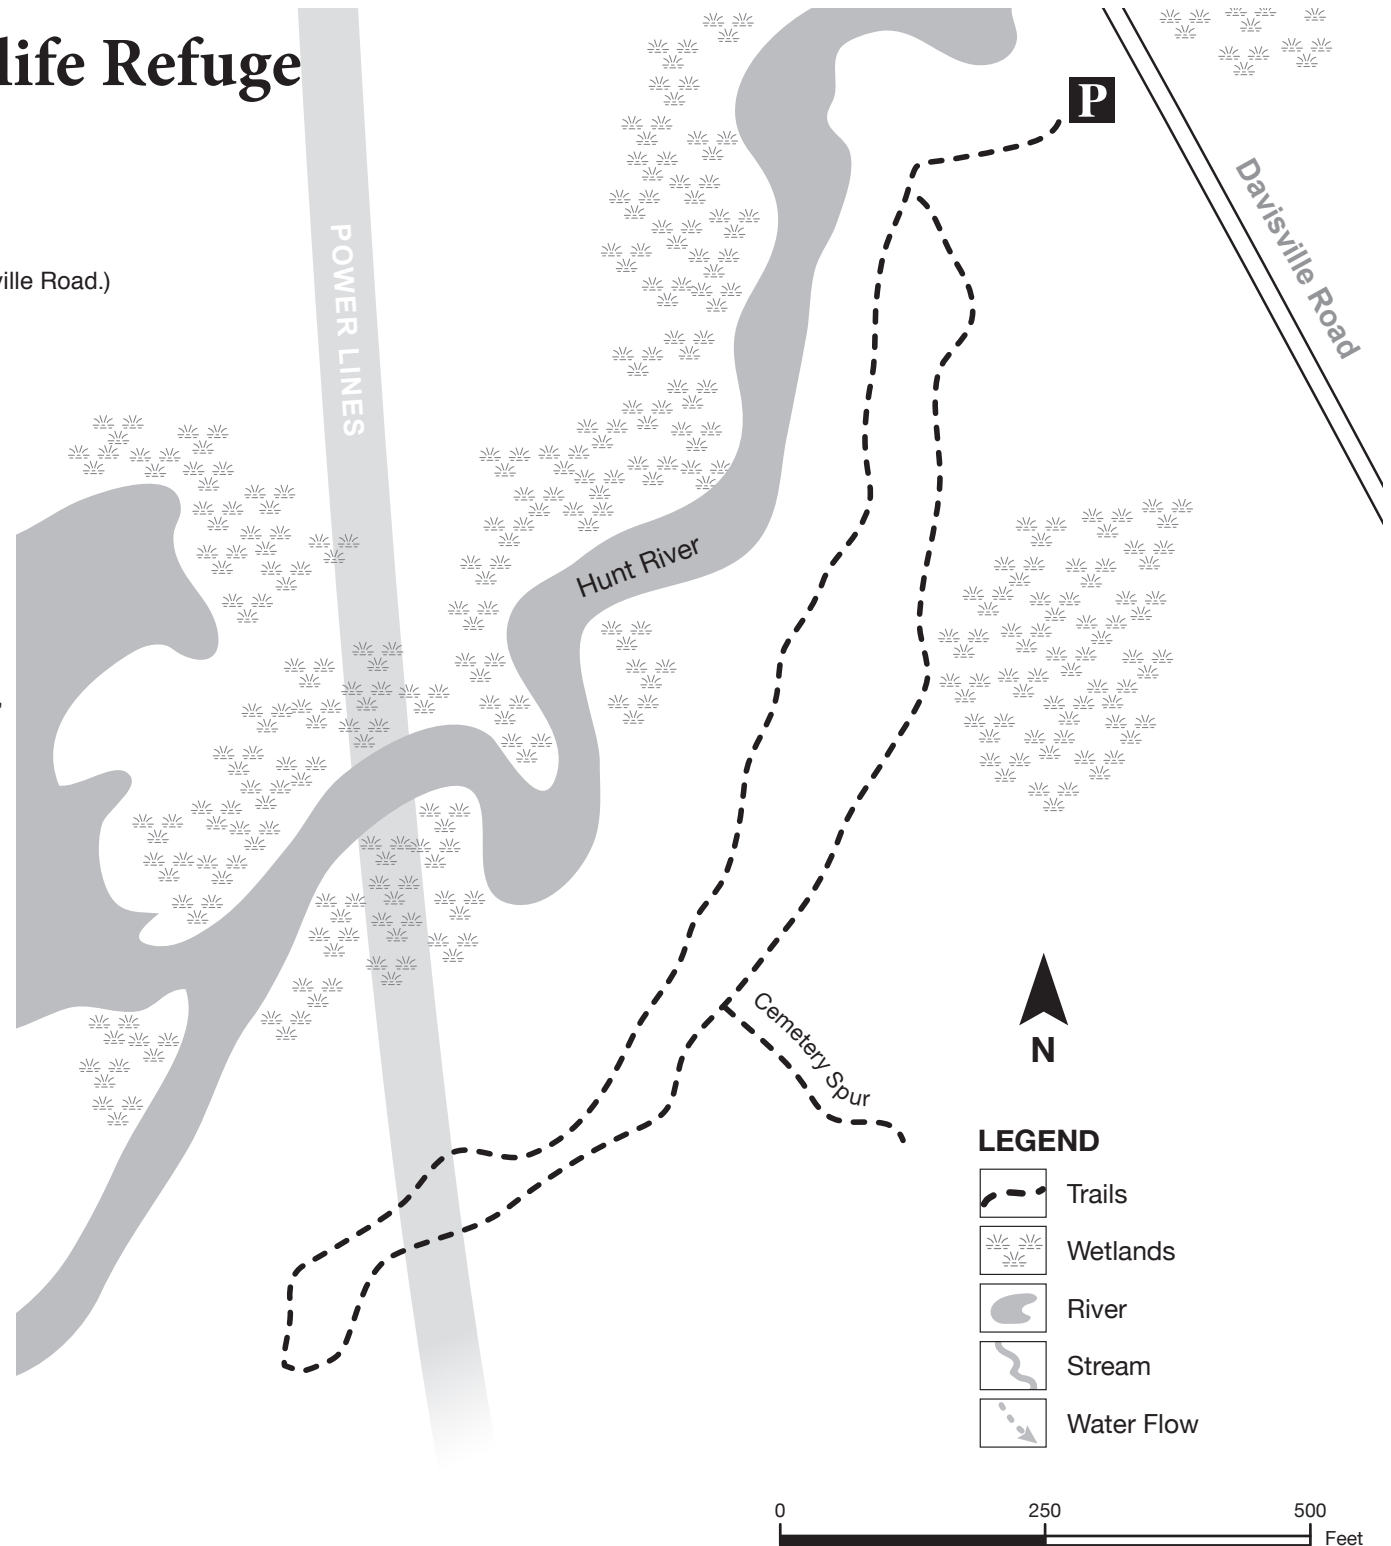 life Refuge
P
ville Road.)
POWER LINES
Davisville Road
Hunt River
Cemetery Spur
N
LEGEND
Trails
Wetlands
River
Stream
Water Flow
0 250 500
Feet